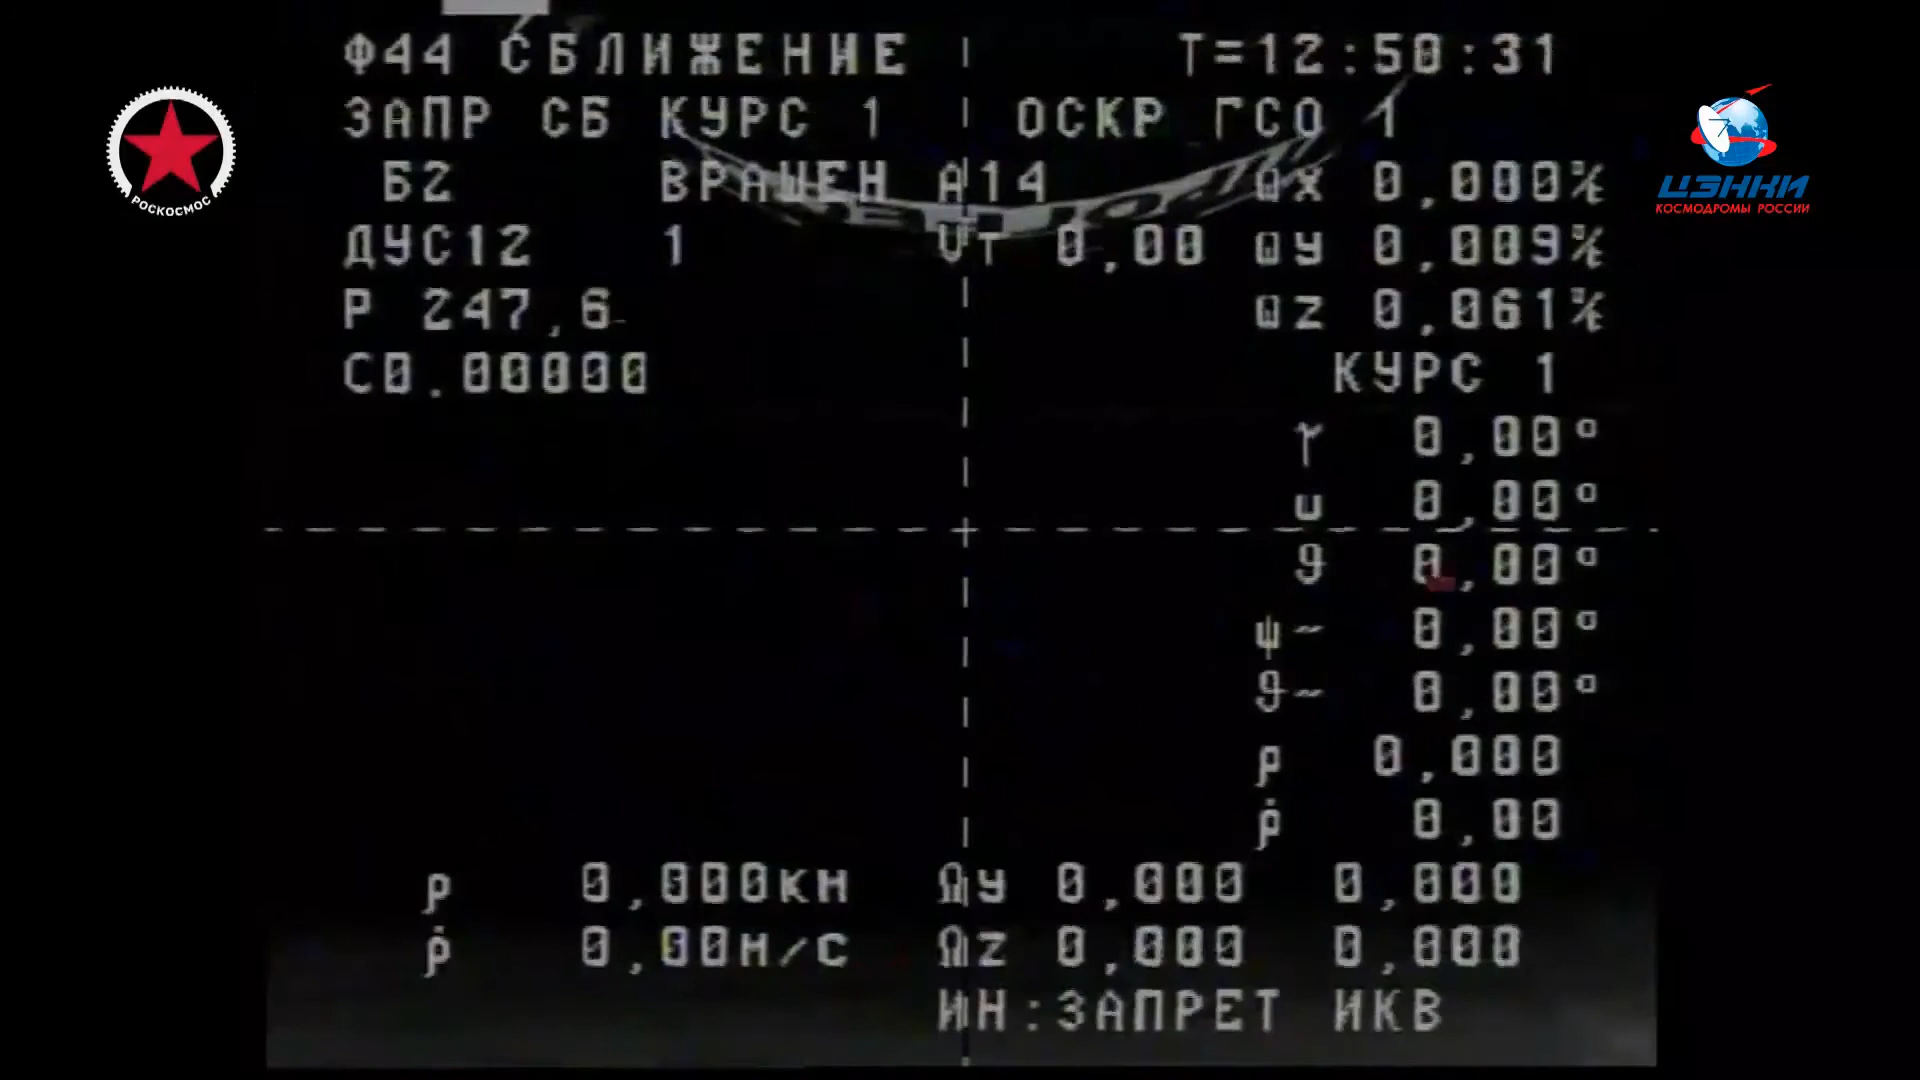 Ф44 СБЛИЖЕНИЕ Т=12:50:31
ЗАПР СБ КУРС 1 ОСКР ГСО 1
Б2 ВРАЩЕН А14 ωX 0,000°/с
ДУС12 1 VТ 0,00 ωУ 0,009°/с
Р 247,6 ωZ 0,061°/с
С0.00000
КУРС 1
γ 0,00°
ш 0,00°
ϑ 0,00°
ψ~ 0,00°
ϑ~ 0,00°
ρ 0,000
ρ̇ 0,00
ρ 0,000КМ ΩУ 0,000 0,000
ρ̇ 0,00М/С ΩZ 0,000 0,000
ИН:ЗАПРЕТ ИКВ
РОСКОСМОС
ЦЭНКИ
КОСМОДРОМЫ РОССИИ